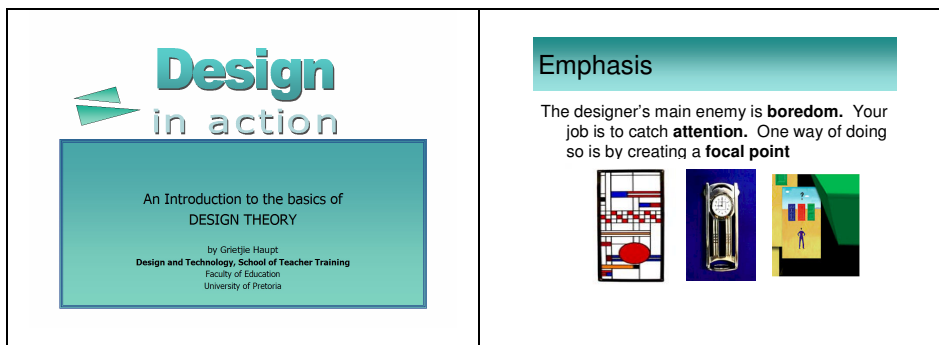 Design
in action
An Introduction to the basics of
DESIGN THEORY
by Grietjie Haupt
Design and Technology, School of Teacher Training
Faculty of Education
University of Pretoria
Emphasis
The designer's main enemy is boredom. Your
job is to catch attention. One way of doing
so is by creating a focal point
?